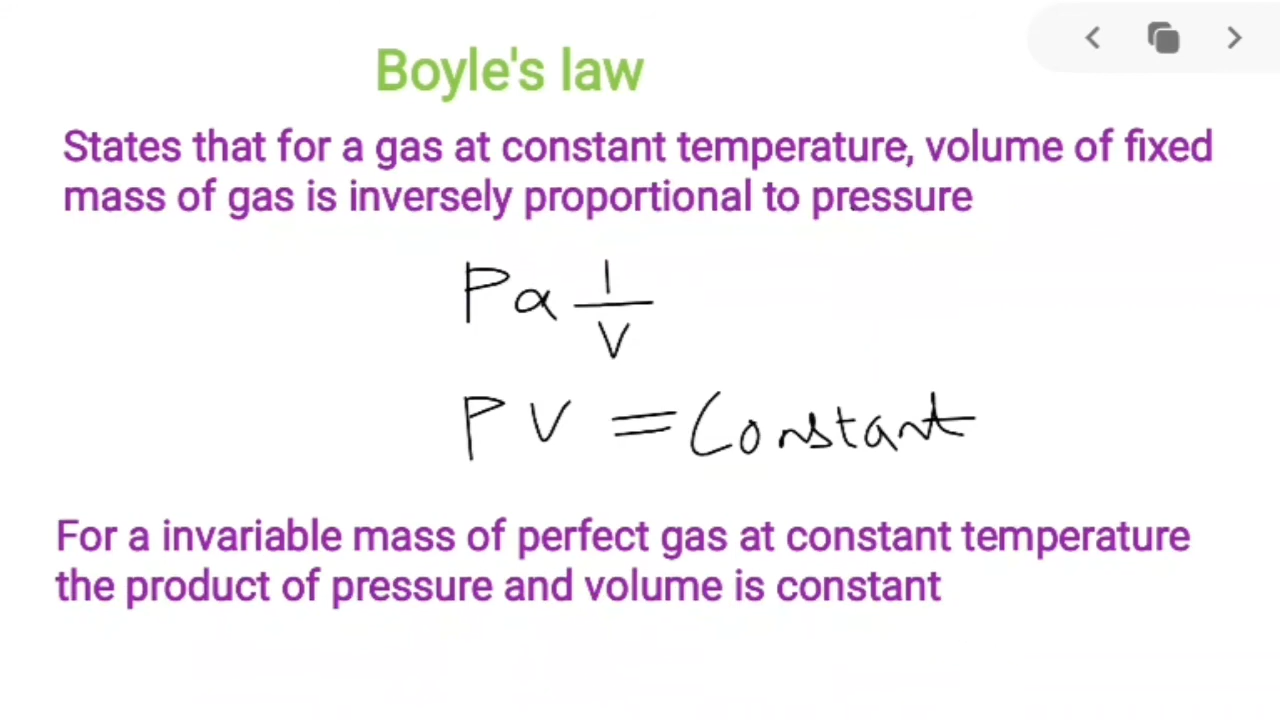 Boyle's law
States that for a gas at constant temperature, volume of fixed
mass of gas is inversely proportional to pressure
P α 1/V
PV = Constant
For a invariable mass of perfect gas at constant temperature
the product of pressure and volume is constant